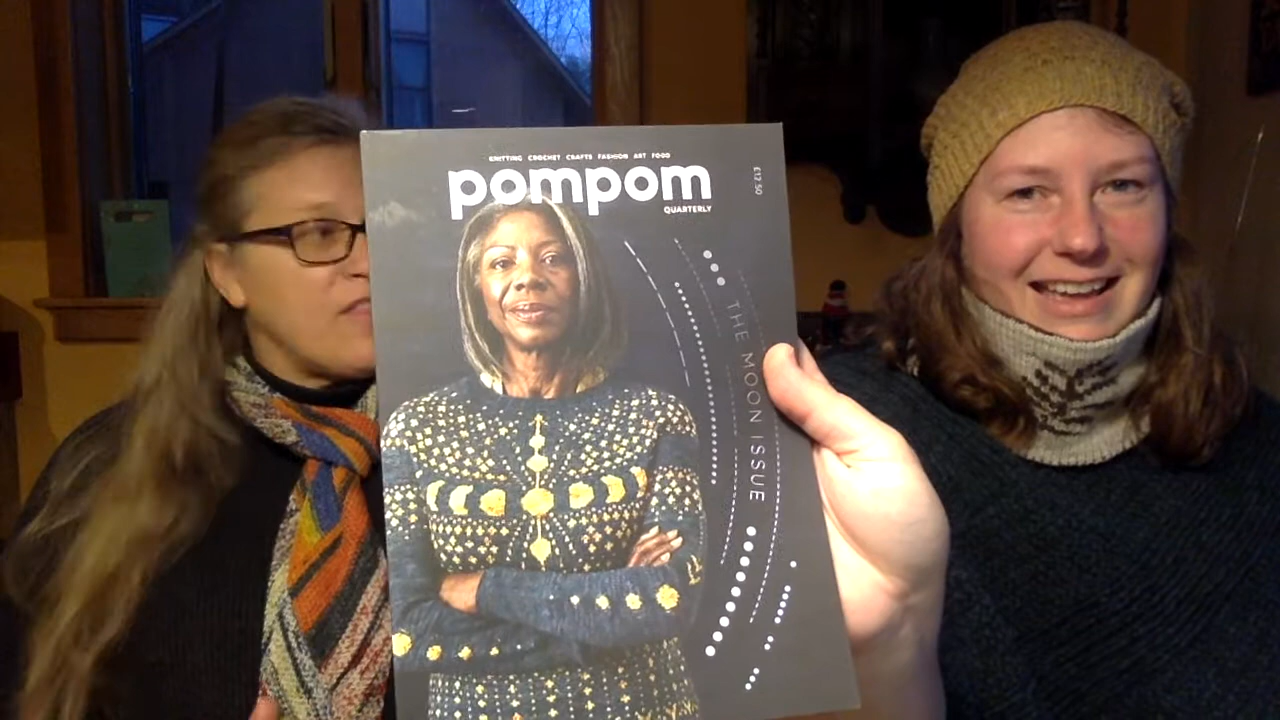 KNITTING CROCHET CRAFTS FASHION ART FOOD
pompom
QUARTERLY
£12.50
THE MOON ISSUE